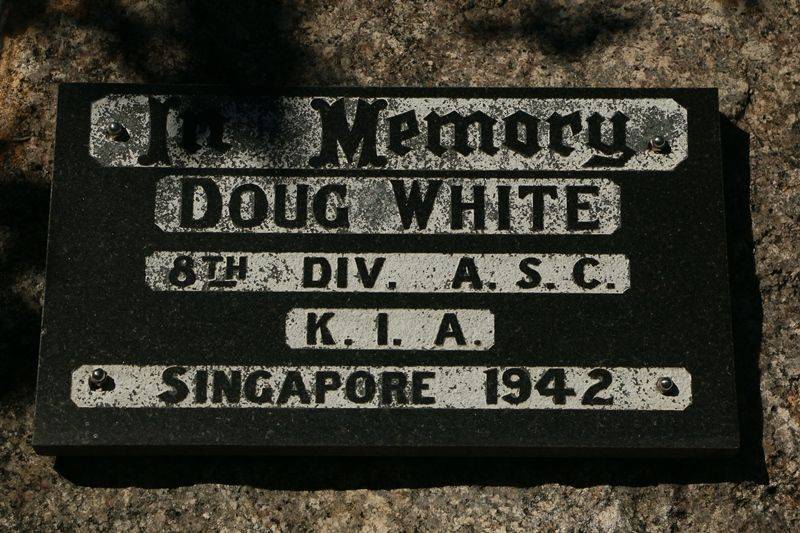 In Memory
DOUG WHITE
8TH DIV. A.S.C.
K.I.A.
SINGAPORE 1942